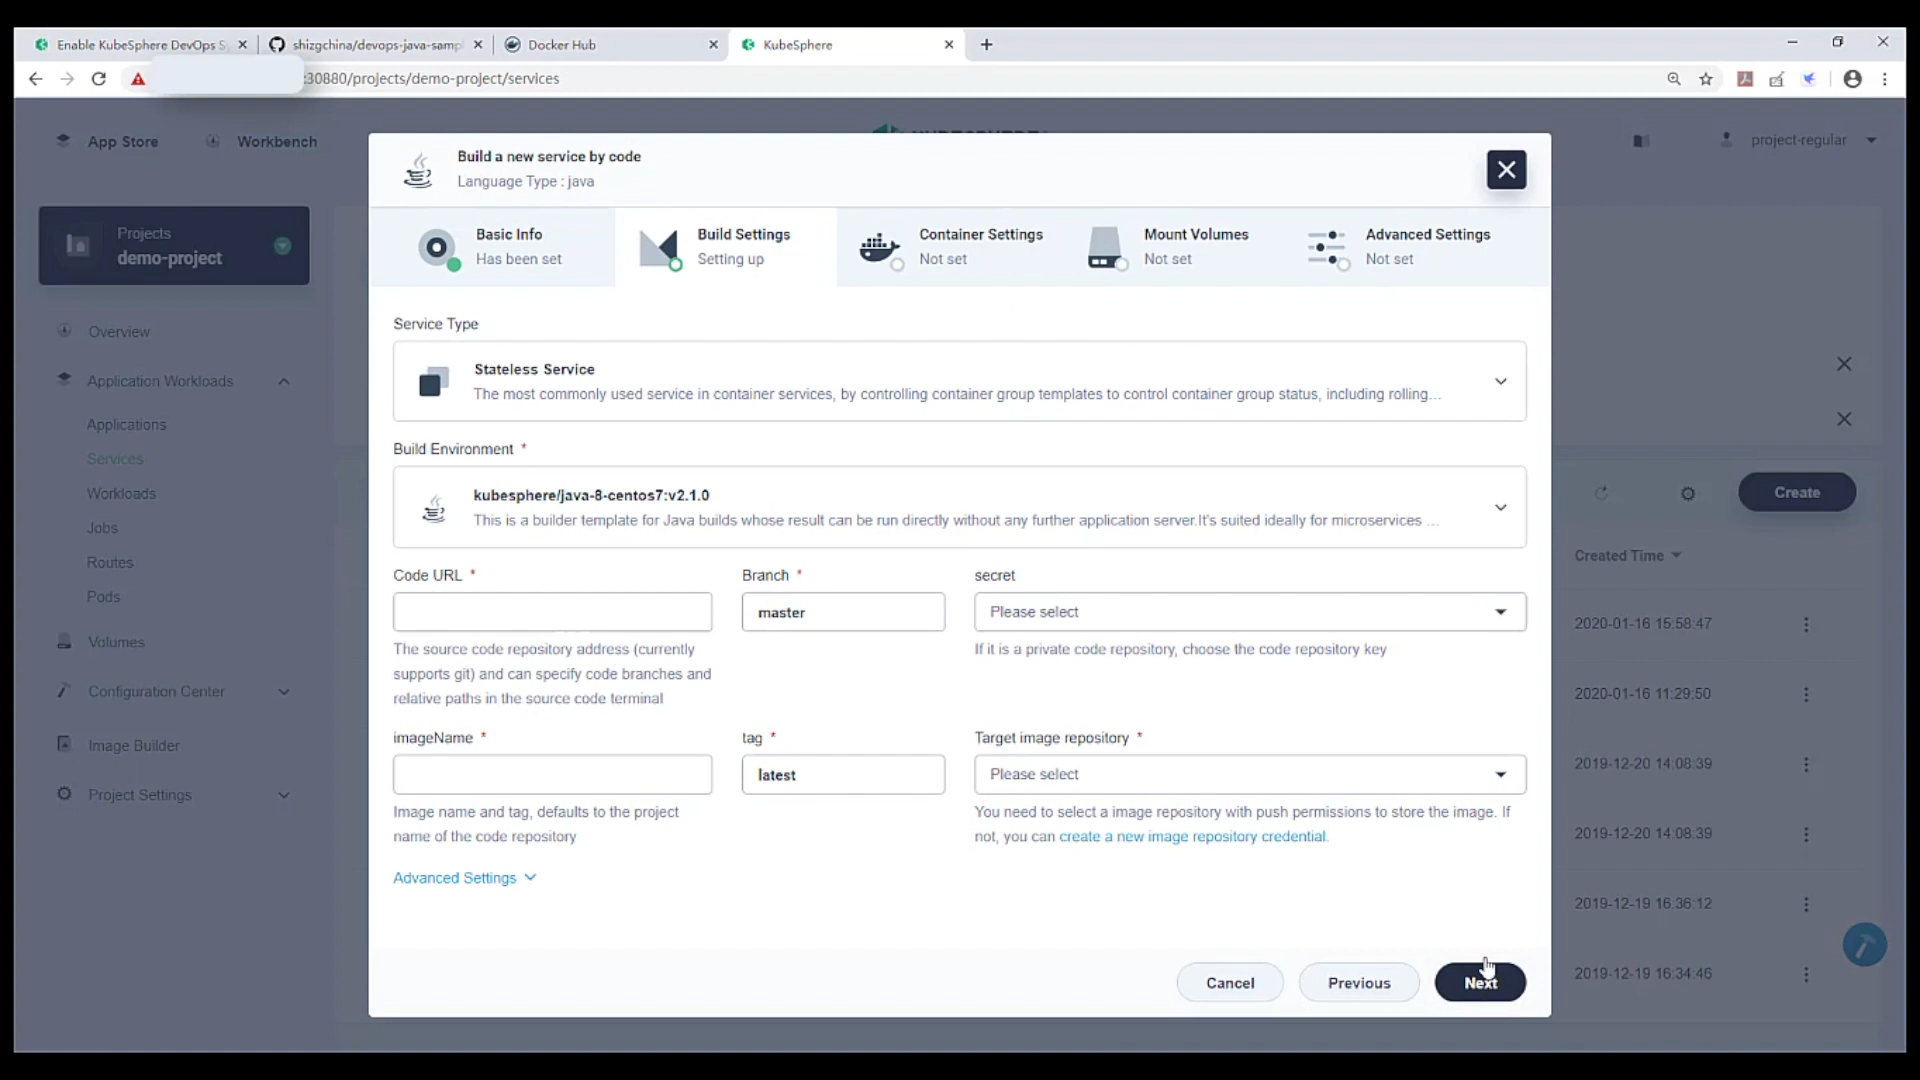 Enable KubeSphere DevOps S
shizgchina/devops-java-sampl
Docker Hub
KubeSphere
:30880/projects/demo-project/services
App Store
Workbench
project-regular
Build a new service by code
Language Type : java
Projects
demo-project
Basic Info
Has been set
Build Settings
Setting up
Container Settings
Not set
Mount Volumes
Not set
Advanced Settings
Not set
Overview
Application Workloads
Applications
Services
Workloads
Jobs
Routes
Pods
Volumes
Configuration Center
Image Builder
Project Settings
Service Type
Stateless Service
The most commonly used service in container services, by controlling container group templates to control container group status, including rolling...
Build Environment *
kubesphere/java-8-centos7:v2.1.0
This is a builder template for Java builds whose result can be run directly without any further application server.It's suited ideally for microservices ...
Code URL *
Branch *
master
secret
Please select
The source code repository address (currently
supports git) and can specify code branches and
relative paths in the source code terminal
If it is a private code repository, choose the code repository key
imageName *
tag *
latest
Target image repository *
Please select
Image name and tag, defaults to the project
name of the code repository
You need to select a image repository with push permissions to store the image. If
not, you can create a new image repository credential.
Advanced Settings
Cancel
Previous
Next
Create
Created Time
2020-01-16 15:58:47
2020-01-16 11:29:50
2019-12-20 14:08:39
2019-12-20 14:08:39
2019-12-19 16:36:12
2019-12-19 16:34:46